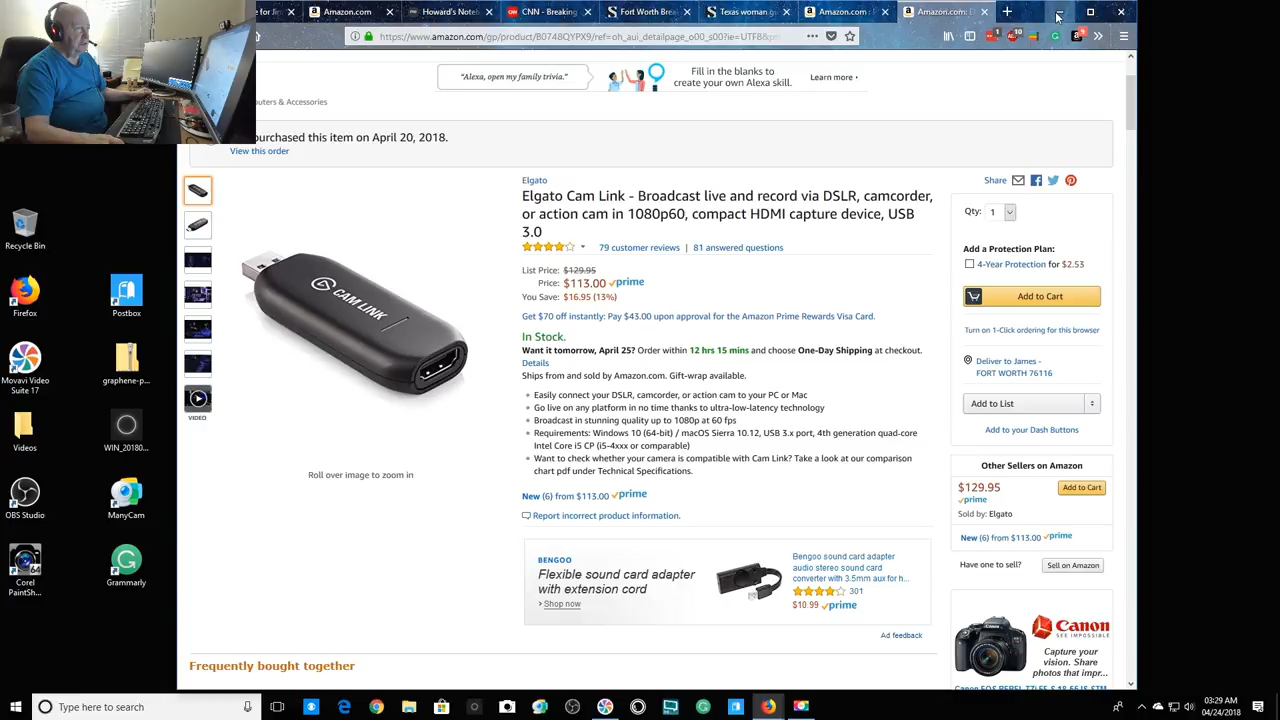 Amazon.com
Howard's Note
CNN - Breaking
Fort Worth Bre
Texas woman g
Amazon.com:
Amazon.com: E
https://www.amazon.com/gp/product/B0748QYPX9/ref=oh_aui_detailpage_o00_s00?ie=UTF8&
"Alexa, open my family trivia."
Fill in the blanks to
create your own Alexa skill.
Learn more ›
uters & Accessories
purchased this item on April 20, 2018.
View this order
Elgato
Share
Elgato Cam Link - Broadcast live and record via DSLR, camcorder,
or action cam in 1080p60, compact HDMI capture device, USB
3.0
79 customer reviews | 81 answered questions
List Price: $129.95
Price: $113.00 prime
You Save: $16.95 (13%)
Get $70 off instantly: Pay $43.00 upon approval for the Amazon Prime Rewards Visa Card.
In Stock.
Want it tomorrow, April 25? Order within 12 hrs 15 mins and choose One-Day Shipping at checkout.
Details
Ships from and sold by Amazon.com. Gift-wrap available.
Easily connect your DSLR, camcorder, or action cam to your PC or Mac
Go live on any platform in no time thanks to ultra-low-latency technology
Broadcast in stunning quality up to 1080p at 60 fps
Requirements: Windows 10 (64-bit) / macOS Sierra 10.12, USB 3.x port, 4th generation quad-core
Intel Core i5 CP (i5-4xxx or comparable)
Want to check whether your camera is compatible with Cam Link? Take a look at our comparison
chart pdf under Technical Specifications.
New (6) from $113.00 prime
Report incorrect product information.
CAM LINK
VIDEO
Roll over image to zoom in
Qty: 1
Add a Protection Plan:
4-Year Protection for $2.53
Add to Cart
Turn on 1-Click ordering for this browser
Deliver to James -
FORT WORTH 76116
Add to List
Add to your Dash Buttons
Other Sellers on Amazon
$129.95
Add to Cart
prime
Sold by: Elgato
New (6) from $113.00 prime
Have one to sell?
Sell on Amazon
BENGOO
Flexible sound card adapter
with extension cord
› Shop now
Bengoo sound card adapter
audio stereo sound card
converter with 3.5mm aux for h...
301
$10.99 prime
Ad feedback
Canon
SEE IMPOSSIBLE
Capture your
vision. Share
photos that impr...
Frequently bought together
Recycle Bin
Firefox
Postbox
Movavi Video
Suite 17
graphene-p...
Videos
WIN_20180...
OBS Studio
ManyCam
Corel
PaintSh...
Grammarly
Type here to search
03:29 AM
04/24/2018